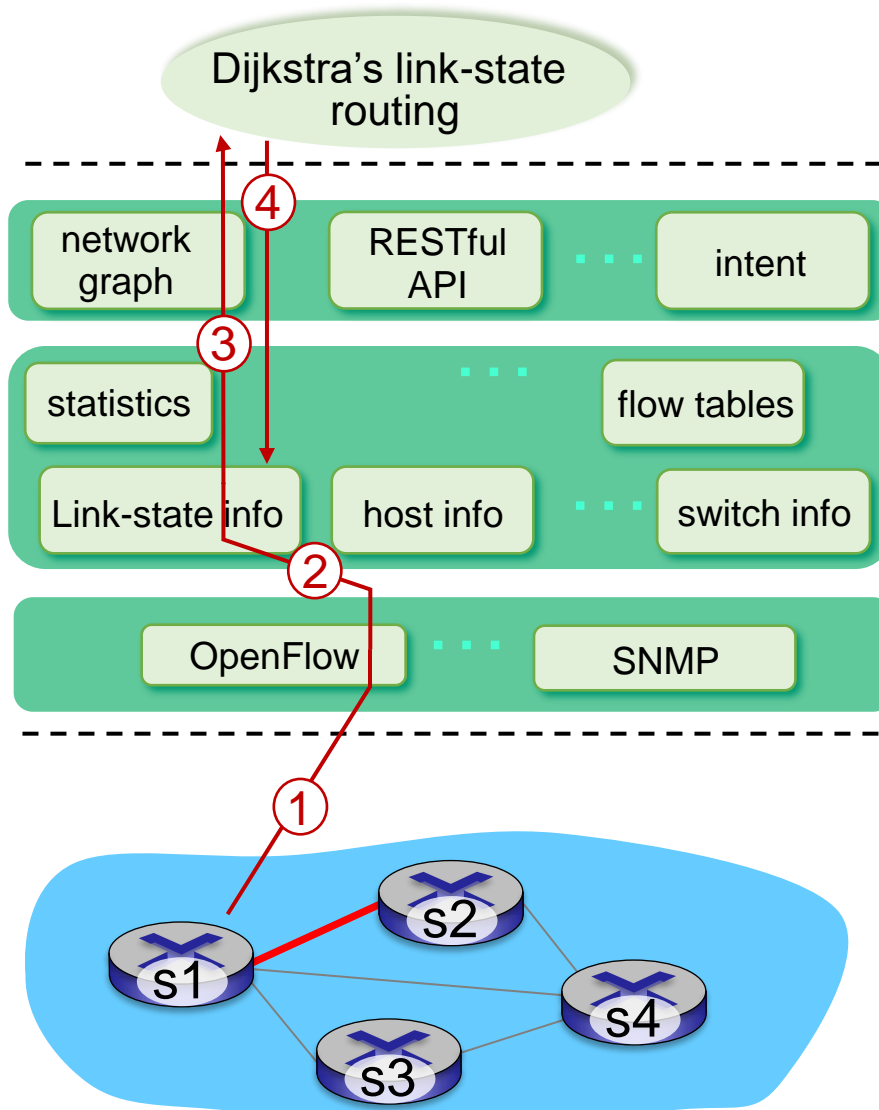 Dijkstra’s link-state
routing
4
network
graph
RESTful
API
. . .
intent
3
statistics
. . .
flow tables
Link-state info
host info
. . .
switch info
2
OpenFlow
. . .
SNMP
1
s2
s1
s4
s3